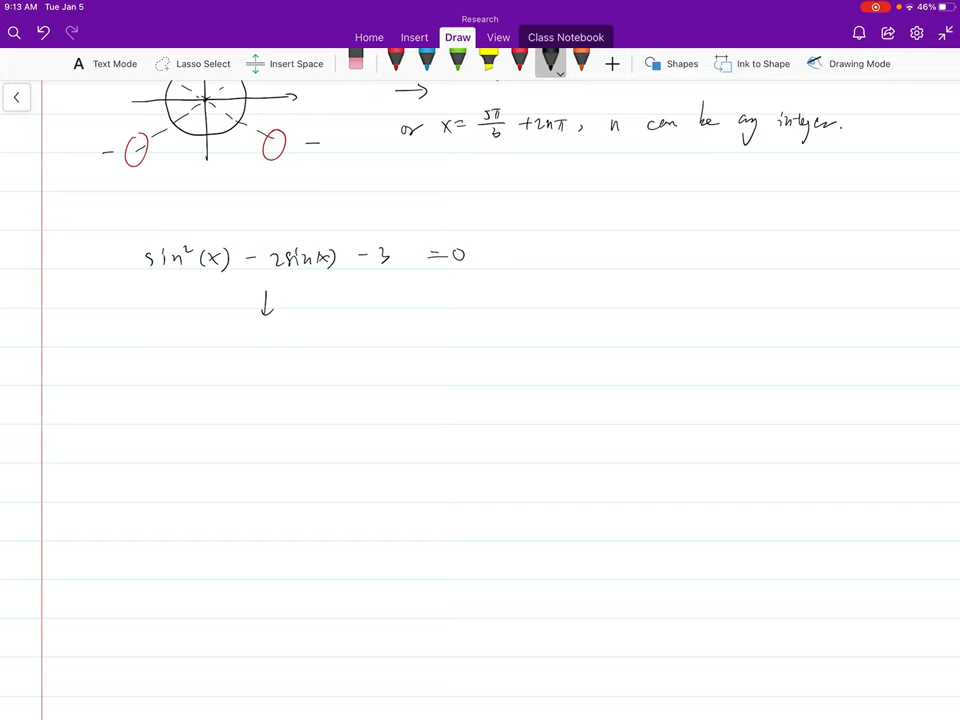 9:13 AM Tue Jan 5
46%
Research
Home Insert Draw View Class Notebook
A Text Mode Lasso Select Insert Space Shapes Ink to Shape Drawing Mode
or x = 5π/6 + 2nπ, n can be any integer.
sin²(x) - 2sin(x) - 3 = 0